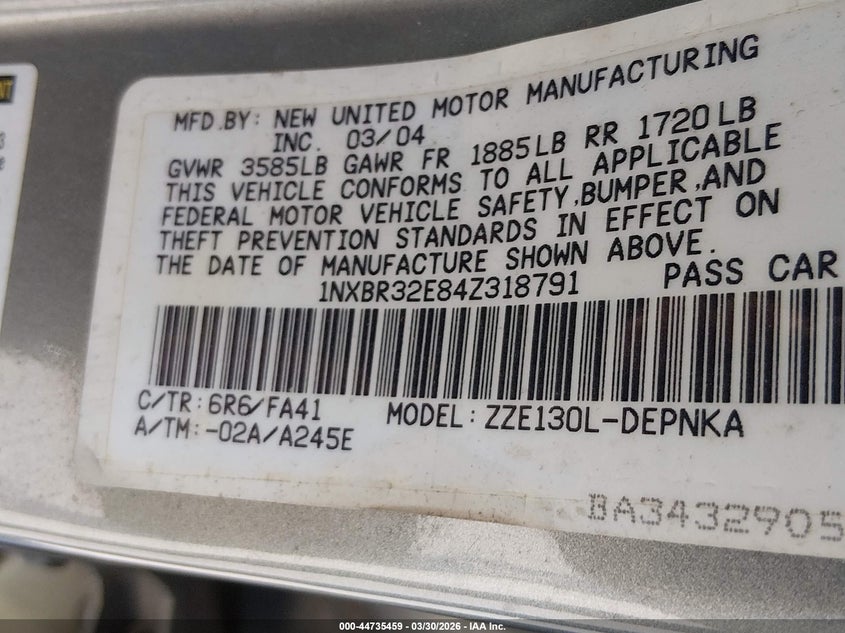 MFD.BY: NEW UNITED MOTOR MANUFACTURING
INC. 03/04
GVWR 3585LB GAWR FR 1885LB RR 1720LB
THIS VEHICLE CONFORMS TO ALL APPLICABLE
FEDERAL MOTOR VEHICLE SAFETY,BUMPER,AND
THEFT PREVENTION STANDARDS IN EFFECT ON
THE DATE OF MANUFACTURE SHOWN ABOVE.
1NXBR32E84Z318791 PASS CAR
C/TR: 6R6/FA41 MODEL: ZZE130L-DEPNKA
A/TM: -02A/A245E
BA3432905
000-44735459 - 03/30/2026 - IAA Inc.